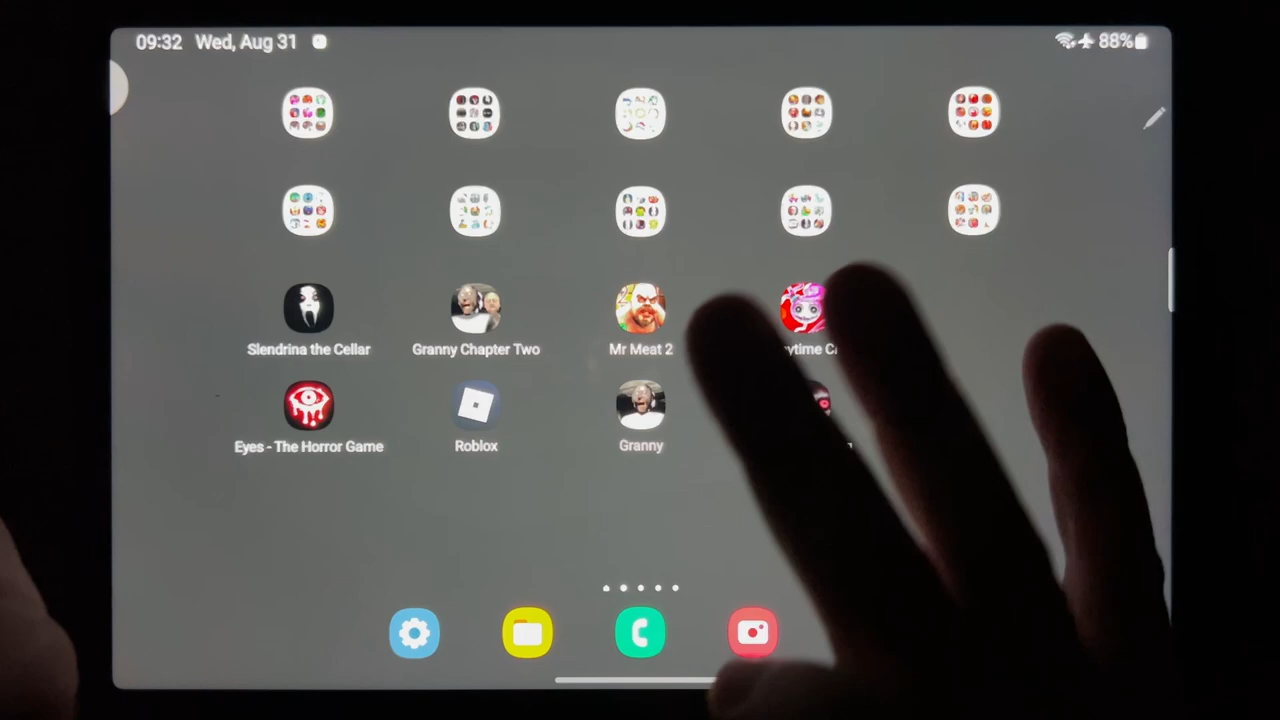 09:32 Wed, Aug 31
88%
Slendrina the Cellar
Granny Chapter Two
Mr Meat 2
Eyes - The Horror Game
Roblox
Granny